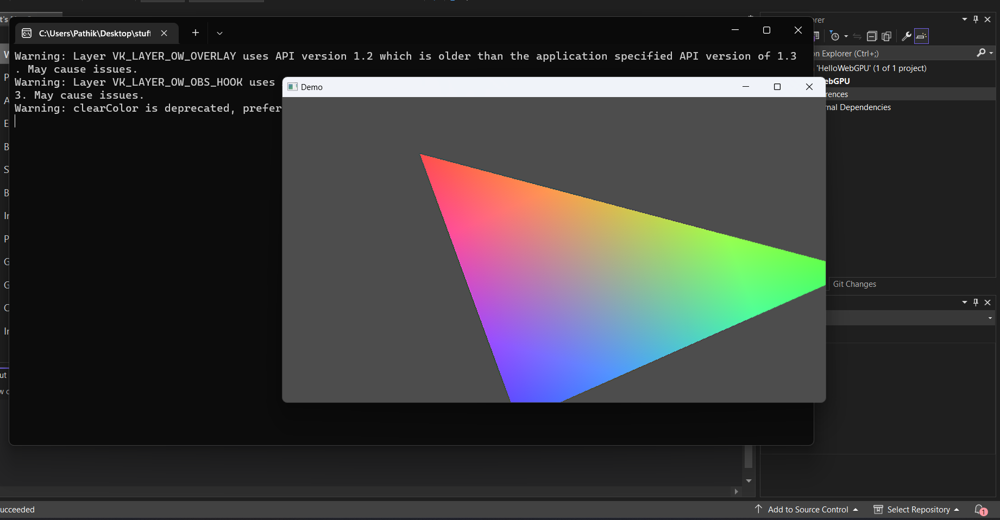 C:\Users\Pathik\Desktop\stuf
Warning: Layer VK_LAYER_OW_OVERLAY uses API version 1.2 which is older than the application specified API version of 1.3
. May cause issues.
Warning: Layer VK_LAYER_OW_OBS_HOOK uses
3. May cause issues.
Warning: clearColor is deprecated, prefer
Demo
rer
n Explorer (Ctrl+;)
'HelloWebGPU' (1 of 1 project)
ebGPU
rences
nal Dependencies
Git Changes
t's
W
P
A
E
B
S
B
Ir
P
G
G
C
Ir
ut
w c
ucceeded
Add to Source Control
Select Repository
1